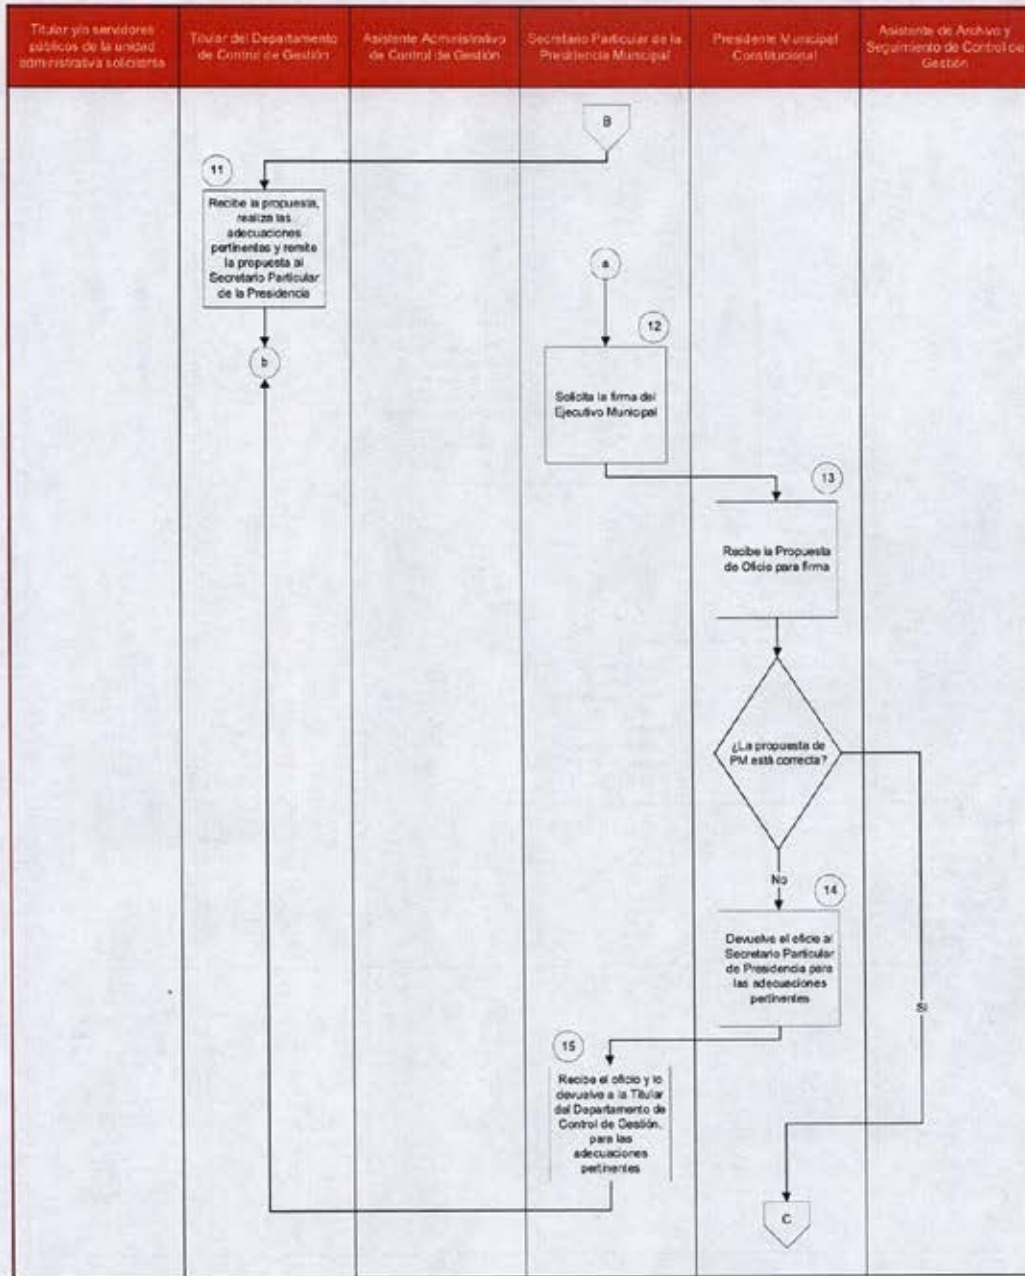 Titular y/o servidores
públicos de la unidad
administrativa solicitante
Titular del Departamento
de Control de Gestión
Asistente Administrativo
de Control de Gestión
Secretario Particular de la
Presidencia Municipal
Presidente Municipal
Constitucional
Asistente de Archivo y
Seguimiento de Control de
Gestión
B
11
Recibe la propuesta,
realiza las
adecuaciones
pertinentes y remite
la propuesta al
Secretario Particular
de la Presidencia
b
a
12
Solicita la firma del
Ejecutivo Municipal
13
Recibe la Propuesta
de Oficio para firma
¿La propuesta de
PM está correcta?
No
14
Devuelve el oficio al
Secretario Particular
de Presidencia para
las adecuaciones
pertinentes
Si
15
Recibe el oficio y lo
devuelve a la Titular
del Departamento de
Control de Gestión,
para las
adecuaciones
pertinentes
C